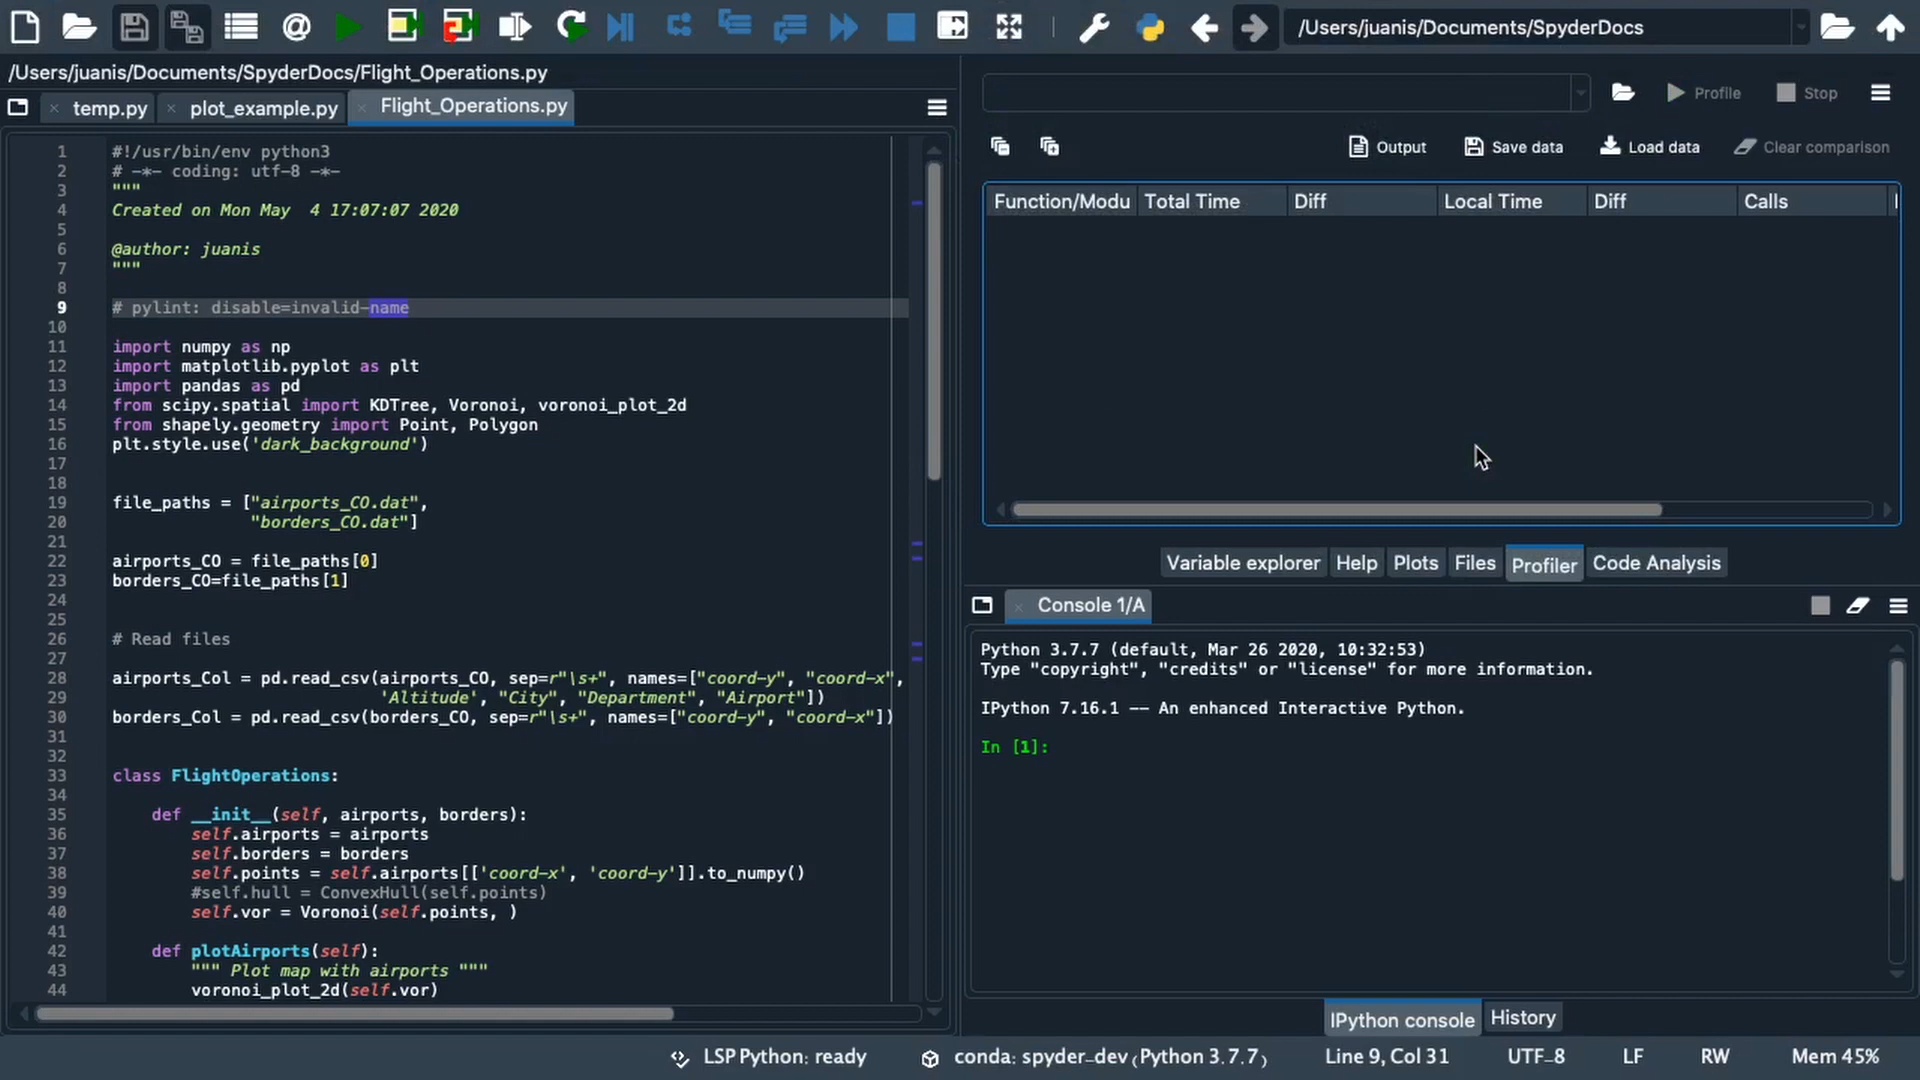 /Users/juanis/Documents/SpyderDocs
/Users/juanis/Documents/SpyderDocs/Flight_Operations.py
temp.py
plot_example.py
Flight_Operations.py
1 #!/usr/bin/env python3
2 # -*- coding: utf-8 -*-
3 """
4 Created on Mon May  4 17:07:07 2020
5
6 @author: juanis
7 """
8
9 # pylint: disable=invalid-name
10
11 import numpy as np
12 import matplotlib.pyplot as plt
13 import pandas as pd
14 from scipy.spatial import KDTree, Voronoi, voronoi_plot_2d
15 from shapely.geometry import Point, Polygon
16 plt.style.use('dark_background')
17
18
19 file_paths = ["airports_CO.dat",
20               "borders_CO.dat"]
21
22 airports_CO = file_paths[0]
23 borders_CO=file_paths[1]
24
25
26 # Read files
27
28 airports_Col = pd.read_csv(airports_CO, sep=r"\s+", names=["coord-y", "coord-x",
29                            'Altitude', "City", "Department", "Airport"])
30 borders_Col = pd.read_csv(borders_CO, sep=r"\s+", names=["coord-y", "coord-x"])
31
32
33 class FlightOperations:
34
35     def __init__(self, airports, borders):
36         self.airports = airports
37         self.borders = borders
38         self.points = self.airports[['coord-x', 'coord-y']].to_numpy()
39         #self.hull = ConvexHull(self.points)
40         self.vor = Voronoi(self.points, )
41
42     def plotAirports(self):
43         """ Plot map with airports """
44         voronoi_plot_2d(self.vor)
Profile
Stop
Output
Save data
Load data
Clear comparison
Function/Modu
Total Time
Diff
Local Time
Diff
Calls
Variable explorer
Help
Plots
Files
Profiler
Code Analysis
Console 1/A
Python 3.7.7 (default, Mar 26 2020, 10:32:53)
Type "copyright", "credits" or "license" for more information.
IPython 7.16.1 -- An enhanced Interactive Python.
In [1]:
IPython console
History
LSP Python: ready
conda: spyder-dev (Python 3.7.7)
Line 9, Col 31
UTF-8
LF
RW
Mem 45%